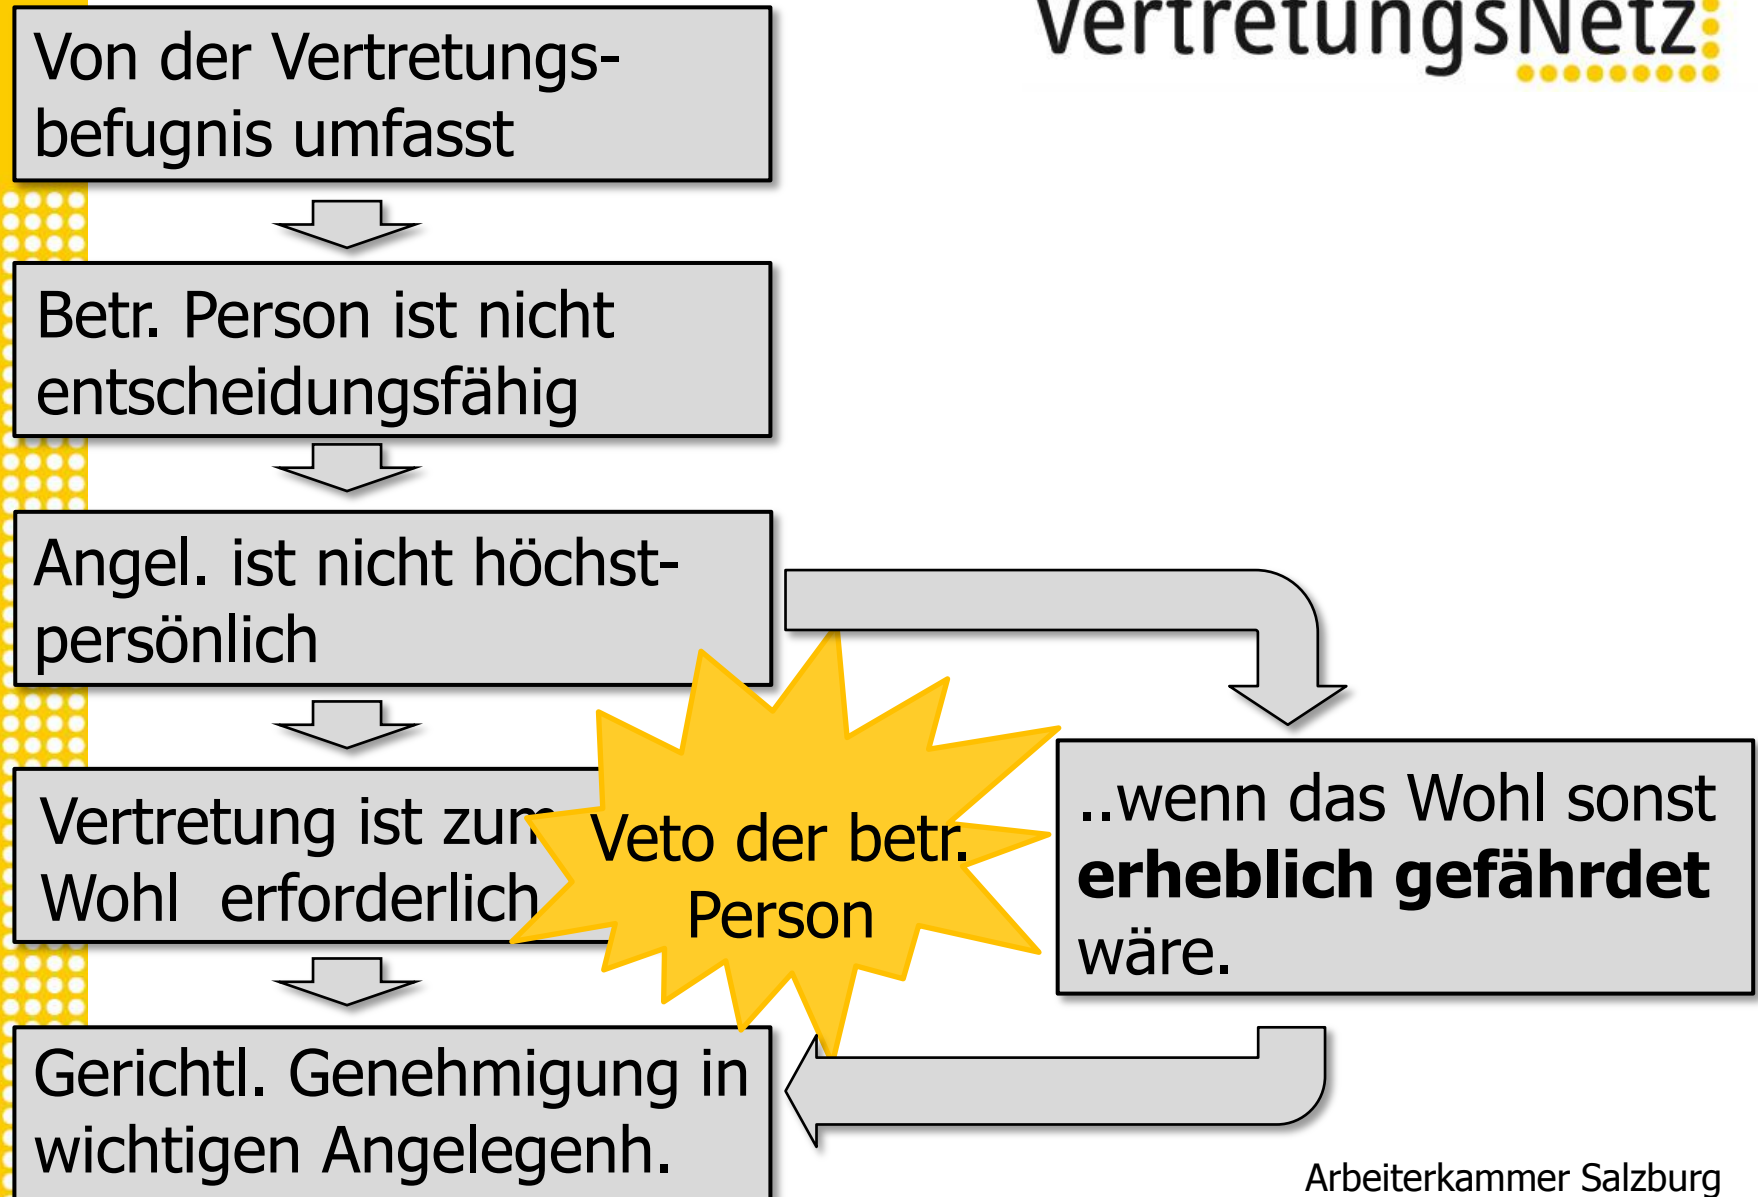 VertretungsNetz
Von der Vertretungs-
befugnis umfasst
Betr. Person ist nicht
entscheidungsfähig
Angel. ist nicht höchst-
persönlich
Vertretung ist zum
Wohl erforderlich
Veto der betr.
Person
..wenn das Wohl sonst
erheblich gefährdet
wäre.
Gerichtl. Genehmigung in
wichtigen Angelegenh.
Arbeiterkammer Salzburg